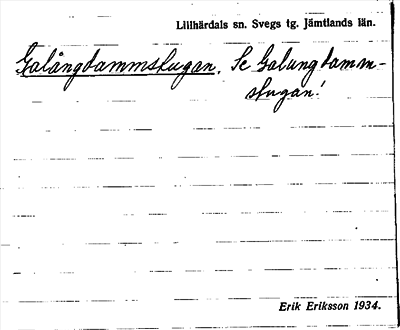 Lillhärdals sn. Svegs tg. Jämtlands län.
Galångdammstugan. Se Galungdamm-
stugan!
Erik Eriksson 1934.